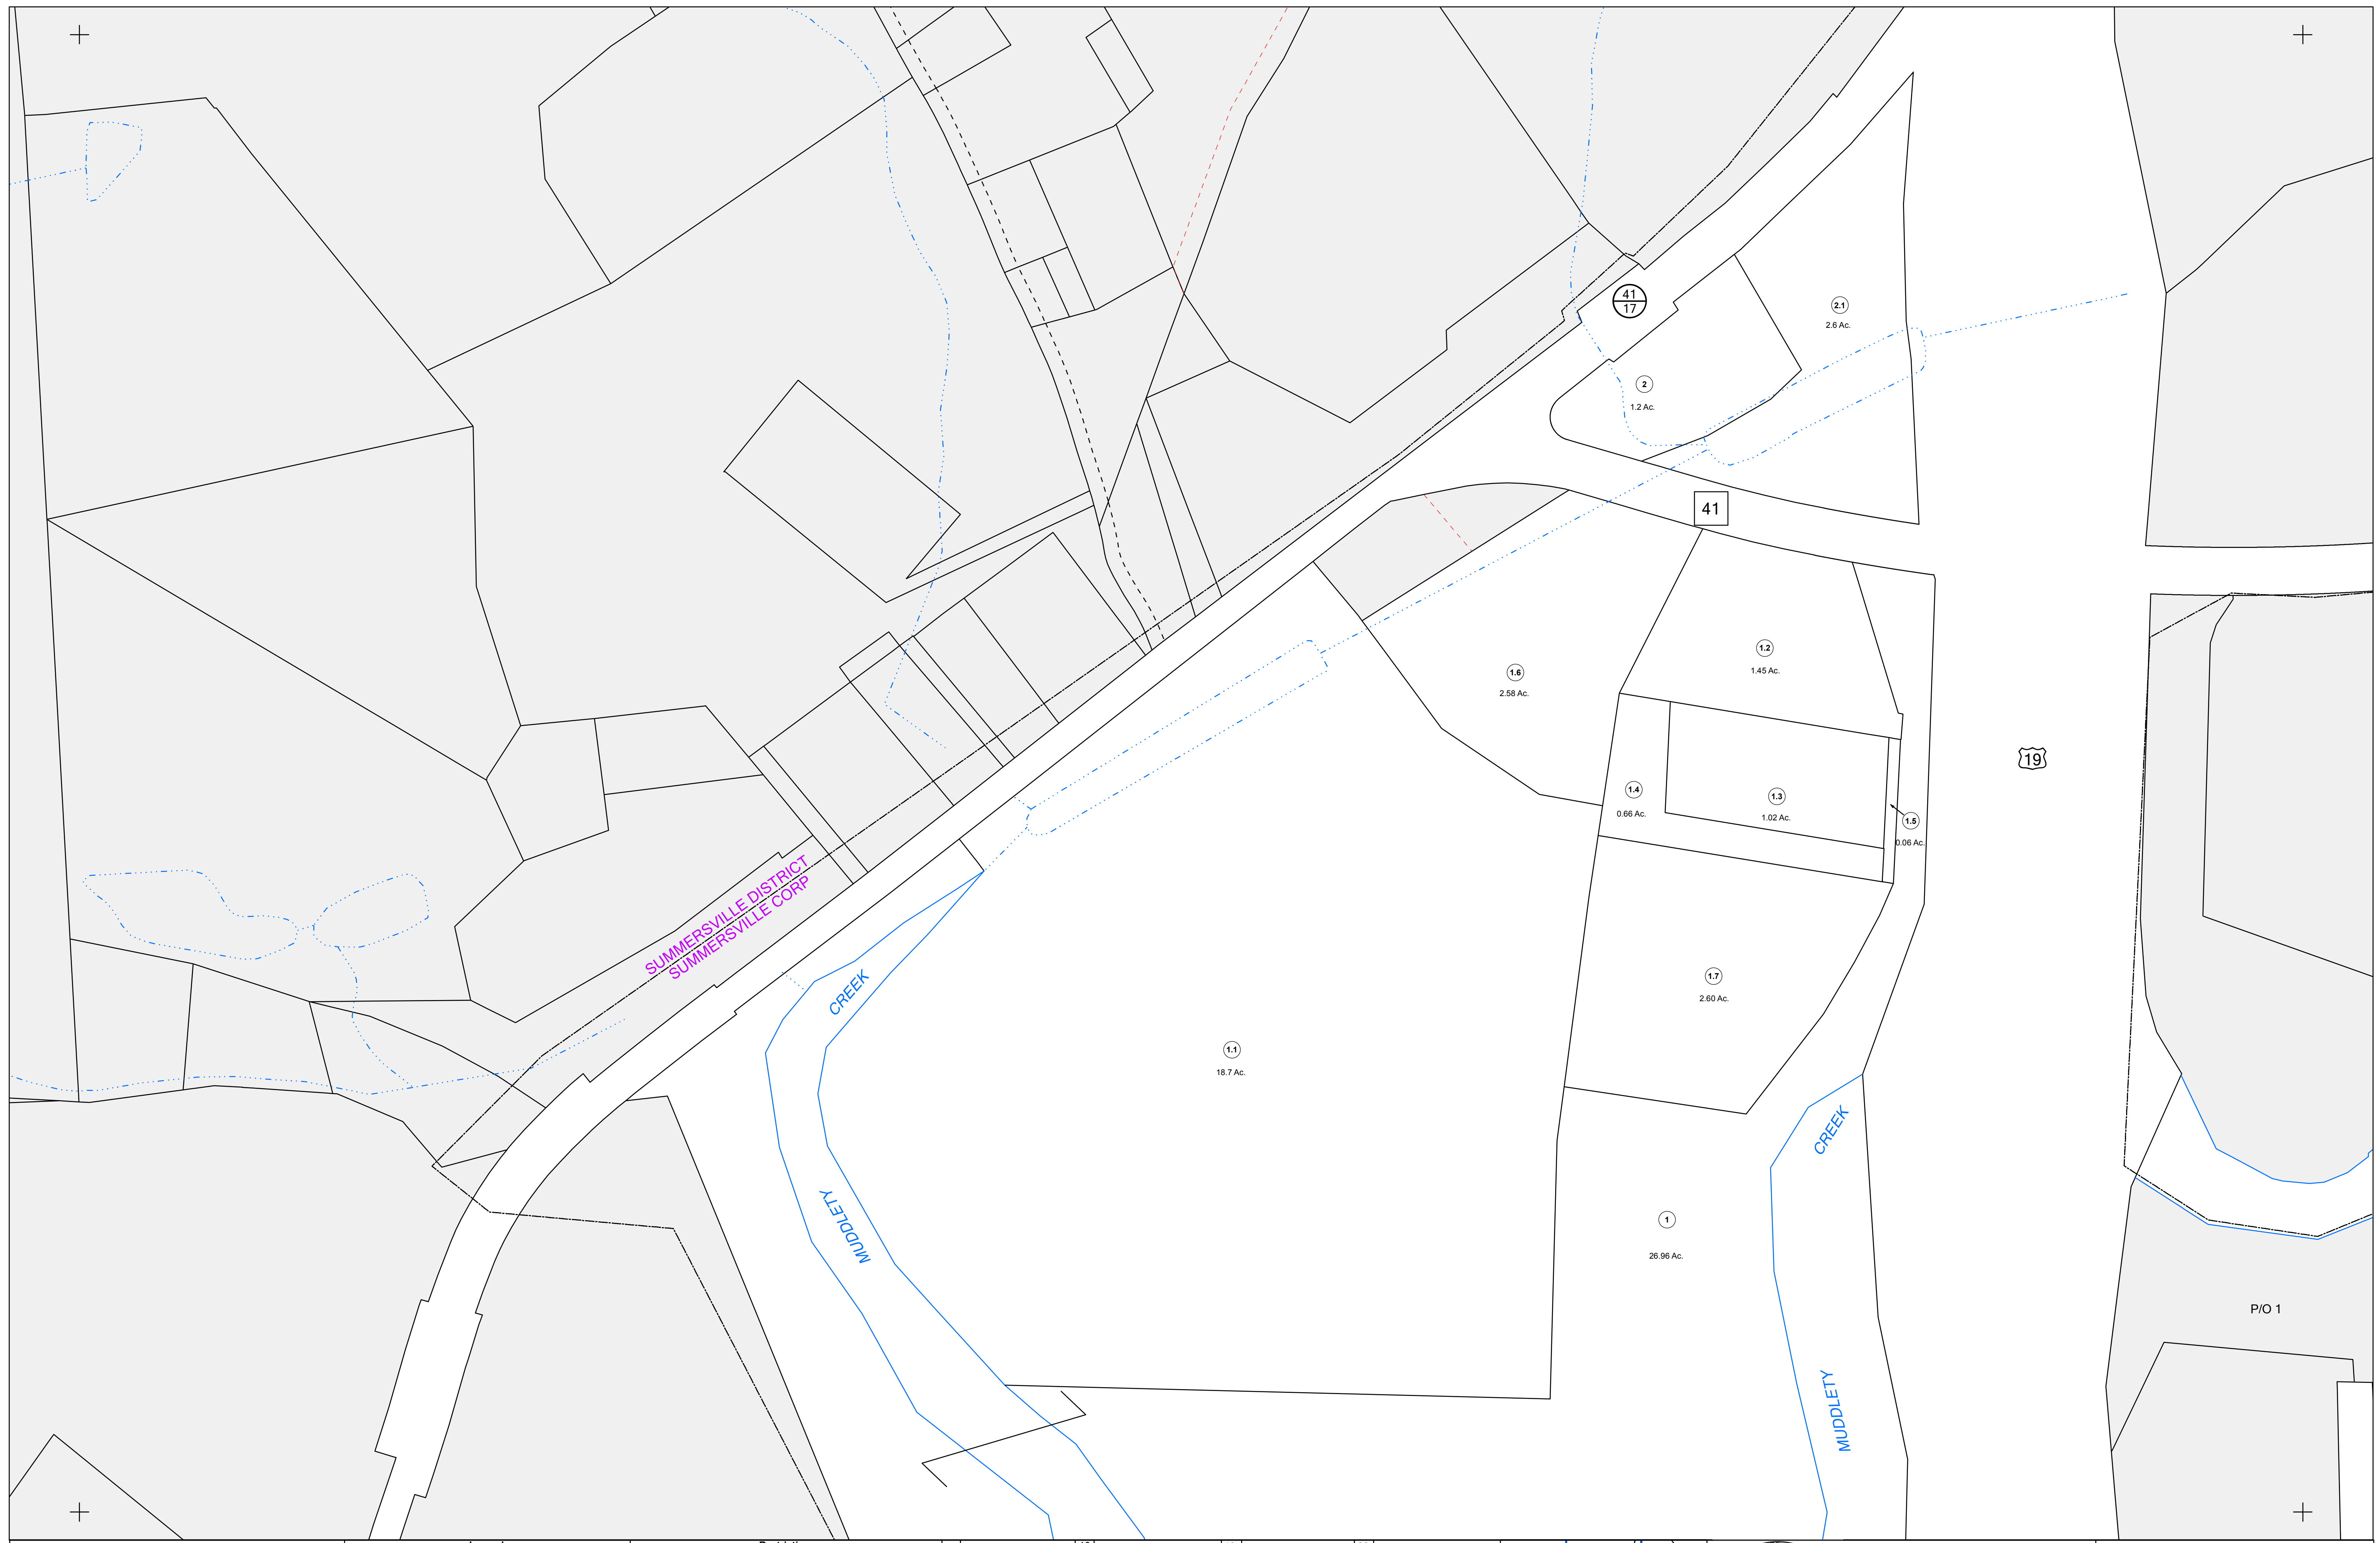 41
17
2.1
2.6 Ac.
2
1.2 Ac.
41
1.2
1.45 Ac.
1.6
2.58 Ac.
19
1.4
0.66 Ac.
1.3
1.02 Ac.
1.5
0.06 Ac.
SUMMERSVILLE DISTRICT
SUMMERSVILLE CORP
CREEK
1.7
2.60 Ac.
1.1
18.7 Ac.
CREEK
MUDDLETY
1
26.96 Ac.
P/O 1
MUDDLETY